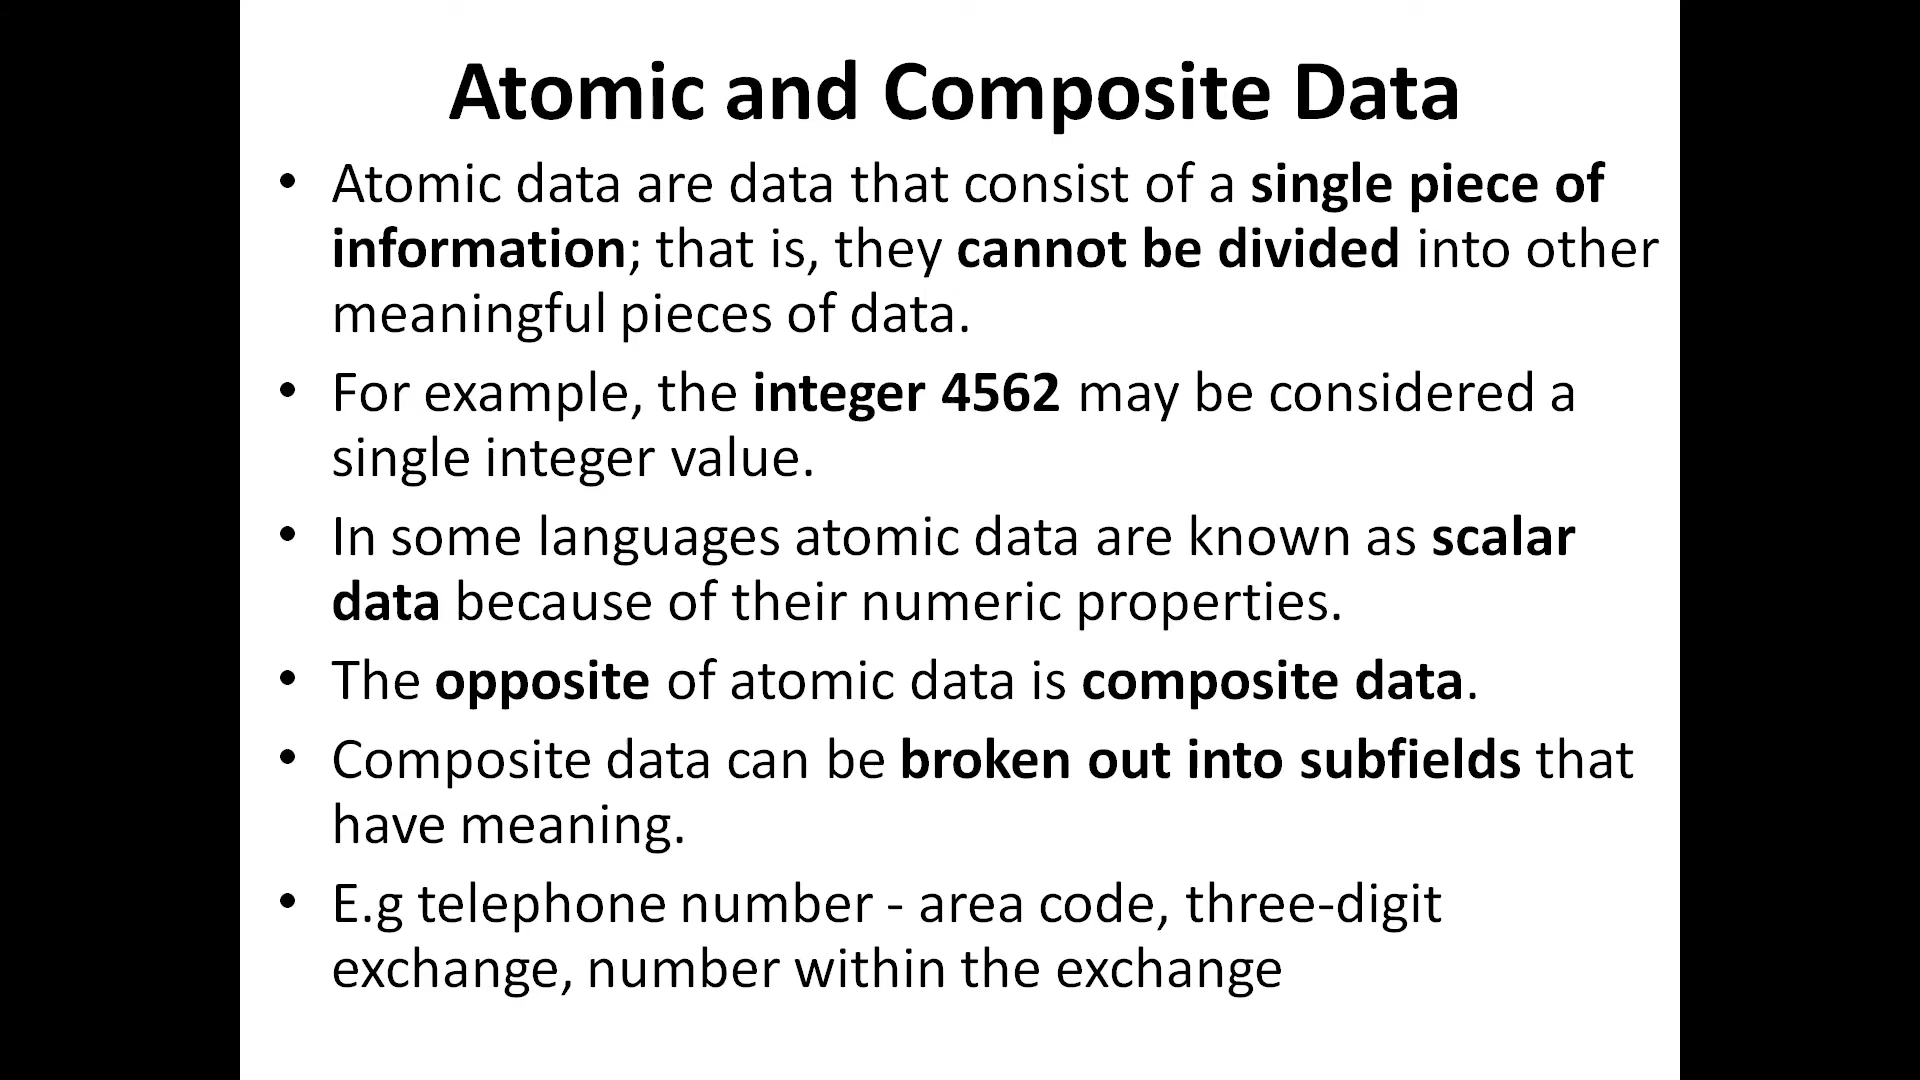 Atomic and Composite Data
• Atomic data are data that consist of a single piece of
information; that is, they cannot be divided into other
meaningful pieces of data.
• For example, the integer 4562 may be considered a
single integer value.
• In some languages atomic data are known as scalar
data because of their numeric properties.
• The opposite of atomic data is composite data.
• Composite data can be broken out into subfields that
have meaning.
• E.g telephone number - area code, three-digit
exchange, number within the exchange